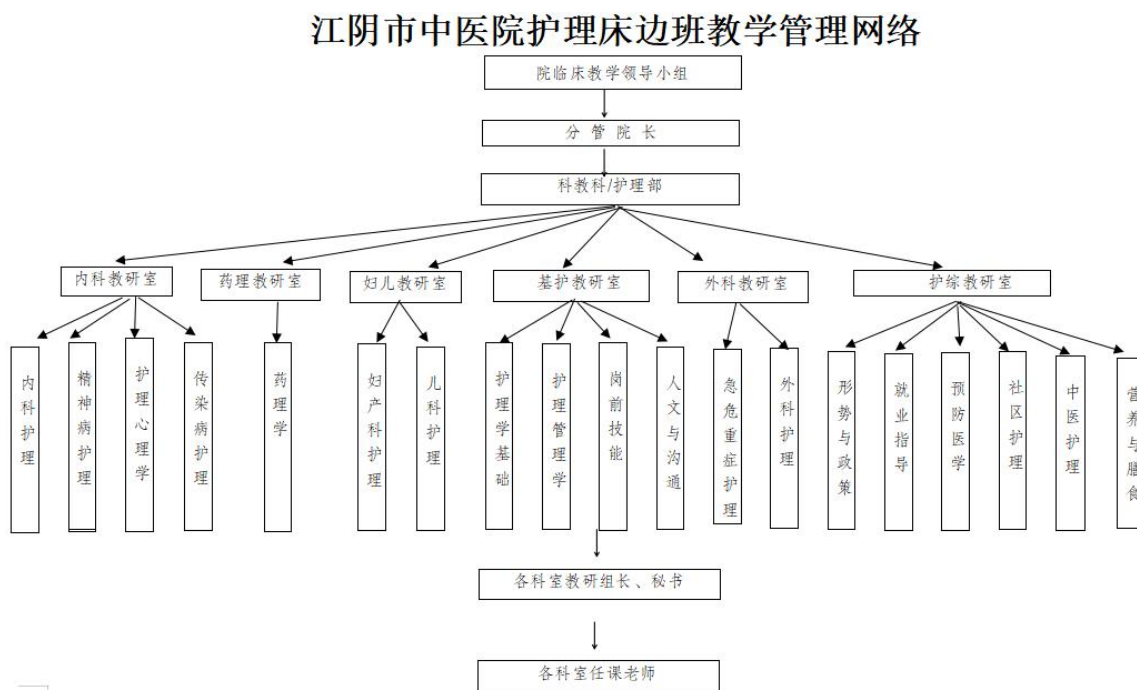 江阴市中医院护理床边班教学管理网络
院临床教学领导小组
分管院长
科教科/护理部
内科教研室
药理教研室
妇儿教研室
基护教研室
外科教研室
护综教研室
内科护理
精神病护理
护理心理学
传染病护理
药理学
妇产科护理
儿科护理
护理学基础
护理管理学
岗前技能
人文与沟通
急危重症护理
外科护理
形势与政策
就业指导
预防医学
社区护理
中医护理
营养与膳食
各科室教研组长、秘书
各科室任课老师